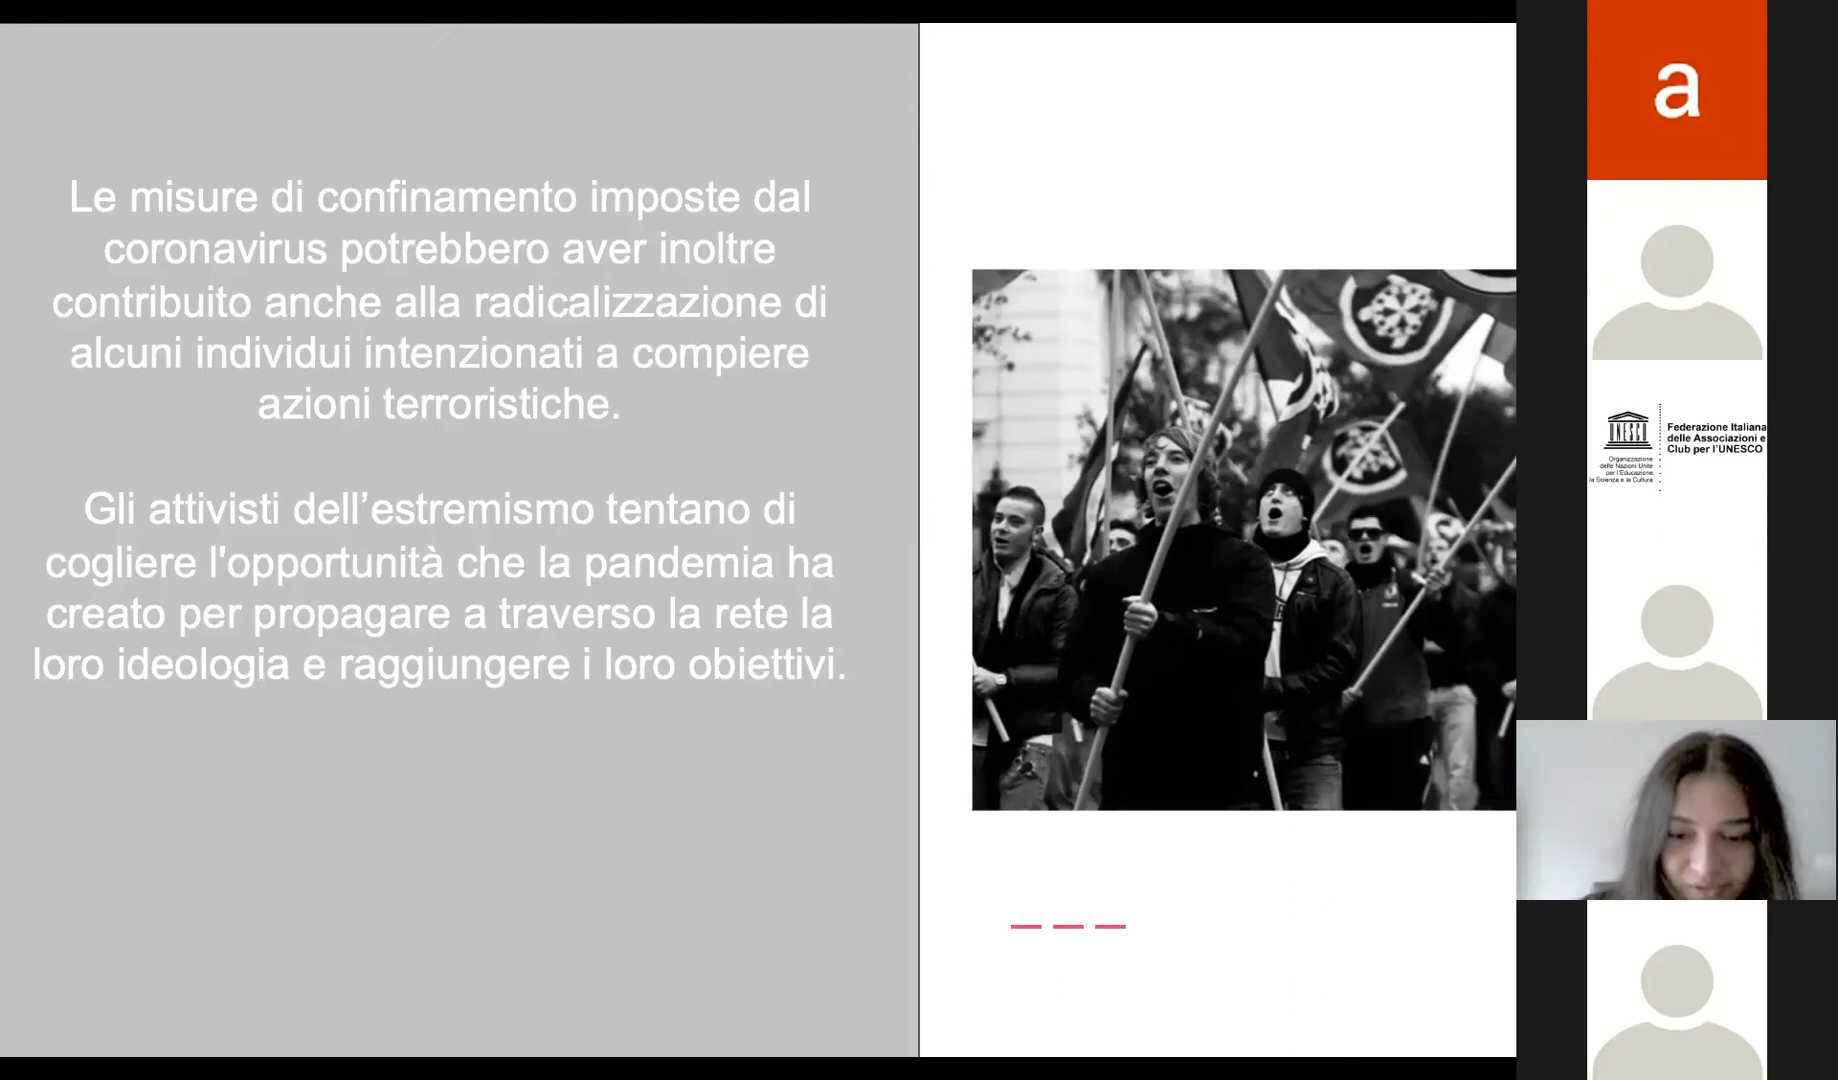 Le misure di confinamento imposte dal
coronavirus potrebbero aver inoltre
contribuito anche alla radicalizzazione di
alcuni individui intenzionati a compiere
azioni terroristiche.
Gli attivisti dell’estremismo tentano di
cogliere l'opportunità che la pandemia ha
creato per propagare a traverso la rete la
loro ideologia e raggiungere i loro obiettivi.
a
UNESCO
Organizzazione
delle Nazioni Unite
per l'Educazione,
la Scienza e la Cultura
Federazione Italiana
delle Associazioni e
Club per l'UNESCO